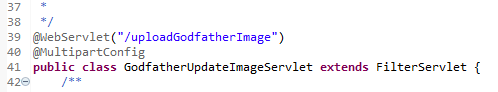 37 *
38 */
39 @WebServlet("/uploadGodfatherImage")
40 @MultipartConfig
41 public class GodfatherUpdateImageServlet extends FilterServlet {
42 /**